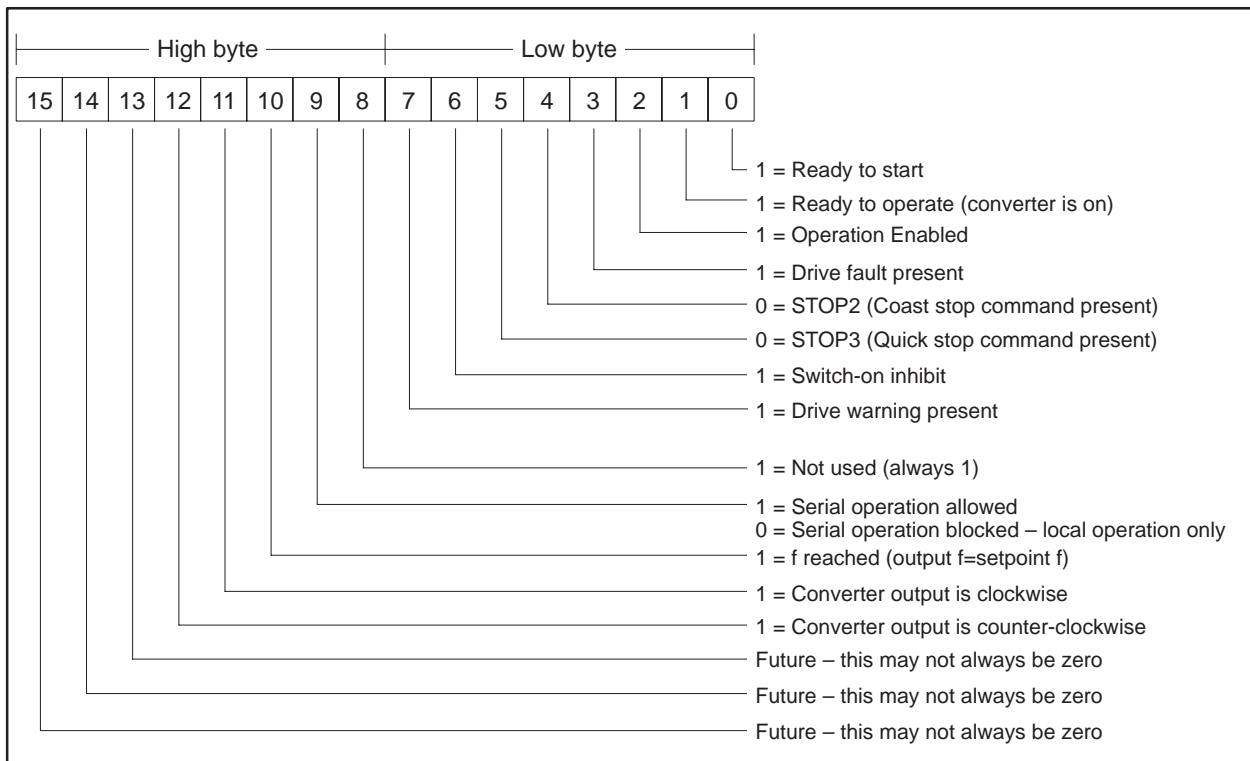 High byte Low byte
15 14 13 12 11 10 9 8 7 6 5 4 3 2 1 0
1 = Ready to start
1 = Ready to operate (converter is on)
1 = Operation Enabled
1 = Drive fault present
0 = STOP2 (Coast stop command present)
0 = STOP3 (Quick stop command present)
1 = Switch-on inhibit
1 = Drive warning present
1 = Not used (always 1)
1 = Serial operation allowed
0 = Serial operation blocked – local operation only
1 = f reached (output f=setpoint f)
1 = Converter output is clockwise
1 = Converter output is counter-clockwise
Future – this may not always be zero
Future – this may not always be zero
Future – this may not always be zero